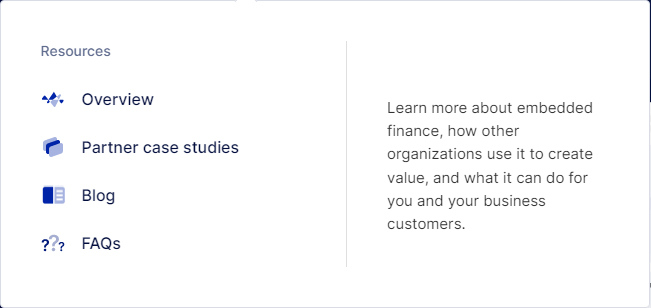 Resources
Overview
Partner case studies
Blog
FAQs
Learn more about embedded
finance, how other
organizations use it to create
value, and what it can do for
you and your business
customers.